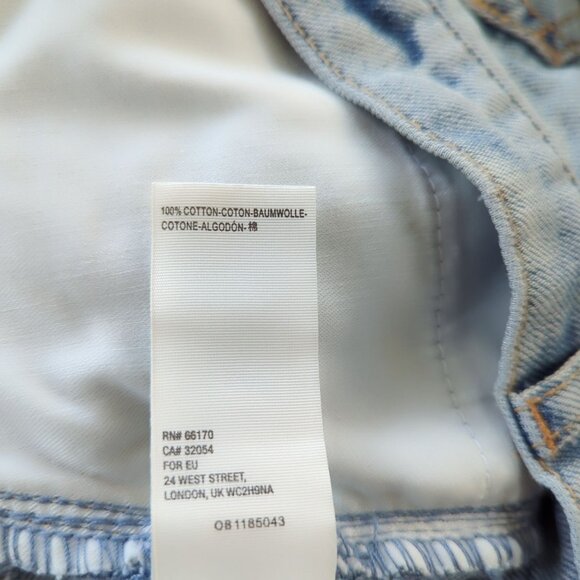 100% COTTON-COTON-BAUMWOLLE-
COTONE-ALGODÓN-棉
RN# 66170
CA# 32054
FOR EU
24 WEST STREET,
LONDON, UK WC2H9NA
OB1185043